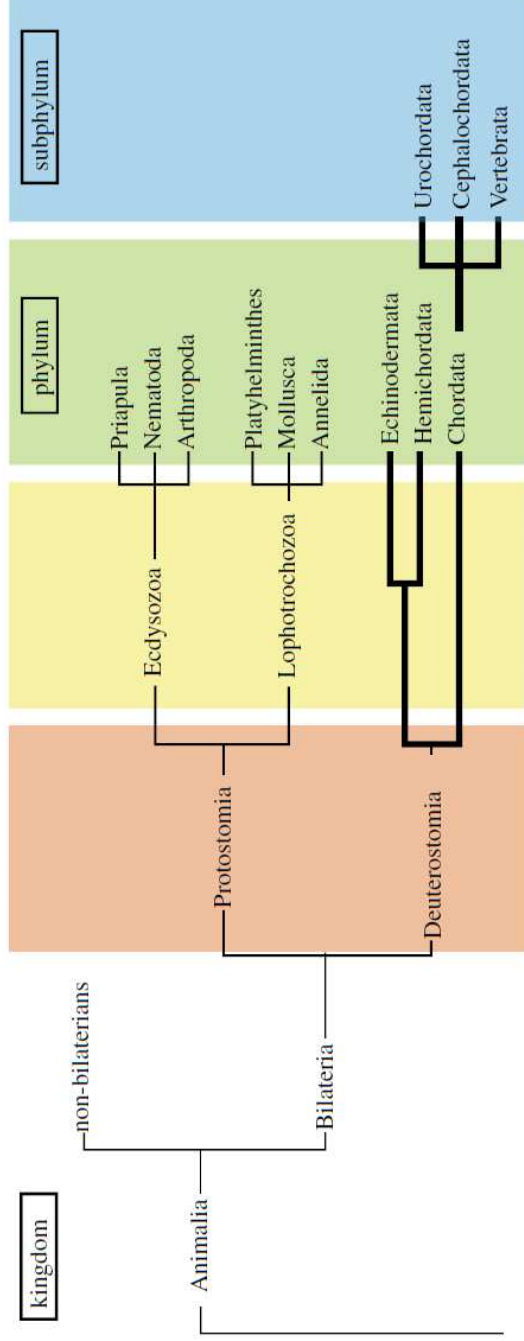 kingdom
phylum
subphylum
Animalia
non-bilaterians
Bilateria
Protostomia
Deuterostomia
Ecdysozoa
Lophotrochozoa
Priapula
Nematoda
Arthropoda
Platyhelminthes
Mollusca
Annelida
Echinodermata
Hemichordata
Chordata
Urochordata
Cephalochordata
Vertebrata